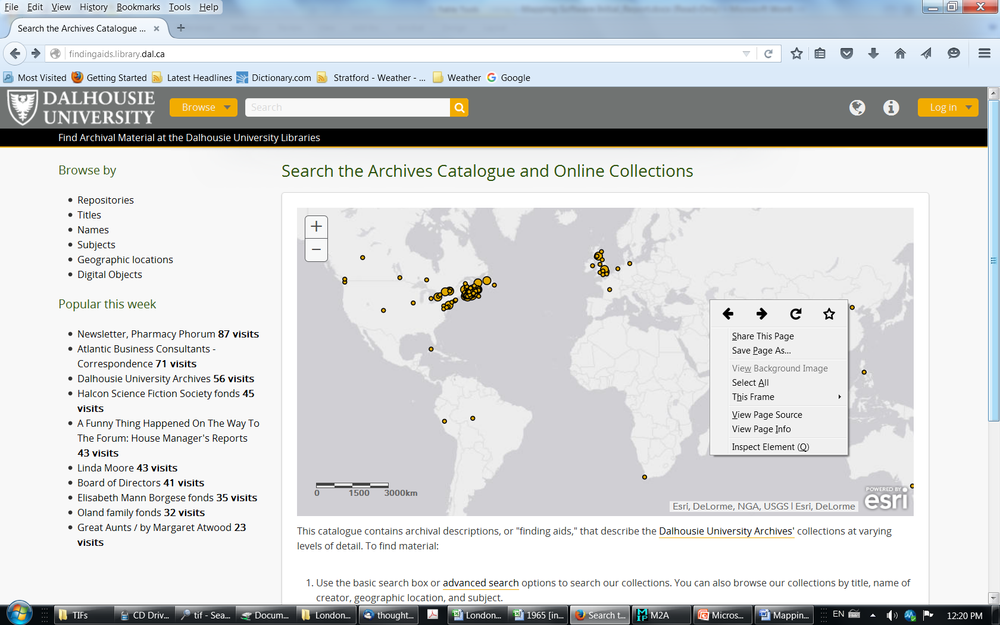 File Edit View History Bookmarks Tools Help
Search the Archives Catalogue ...
findingaids.library.dal.ca
Most Visited Getting Started Latest Headlines Dictionary.com Stratford - Weather - ... Weather Google
DALHOUSIE
UNIVERSITY
Browse
Search
Log in
Find Archival Material at the Dalhousie University Libraries
Browse by
Repositories
Titles
Names
Subjects
Geographic locations
Digital Objects
Popular this week
Newsletter, Pharmacy Phorum 87 visits
Atlantic Business Consultants -
Correspondence 71 visits
Dalhousie University Archives 56 visits
Halcon Science Fiction Society fonds 45
visits
A Funny Thing Happened On The Way To
The Forum: House Manager's Reports
43 visits
Linda Moore 43 visits
Board of Directors 41 visits
Elisabeth Mann Borgese fonds 35 visits
Oland family fonds 32 visits
Great Aunts / by Margaret Atwood 23
visits
Search the Archives Catalogue and Online Collections
+
−
Share This Page
Save Page As...
View Background Image
Select All
This Frame
View Page Source
View Page Info
Inspect Element (Q)
0 1500 3000km
POWERED BY
esri
Esri, DeLorme, NGA, USGS | Esri, DeLorme
This catalogue contains archival descriptions, or "finding aids," that describe the Dalhousie University Archives' collections at varying
levels of detail. To find material:
1. Use the basic search box or advanced search options to search our collections. You can also browse our collections by title, name of
creator, geographic location, and subject.
TIFs CD Driv... tif - Sea... Docum... London... thought... London... 1965 [in... Search t... M2A Micros... Mappin... EN 12:20 PM